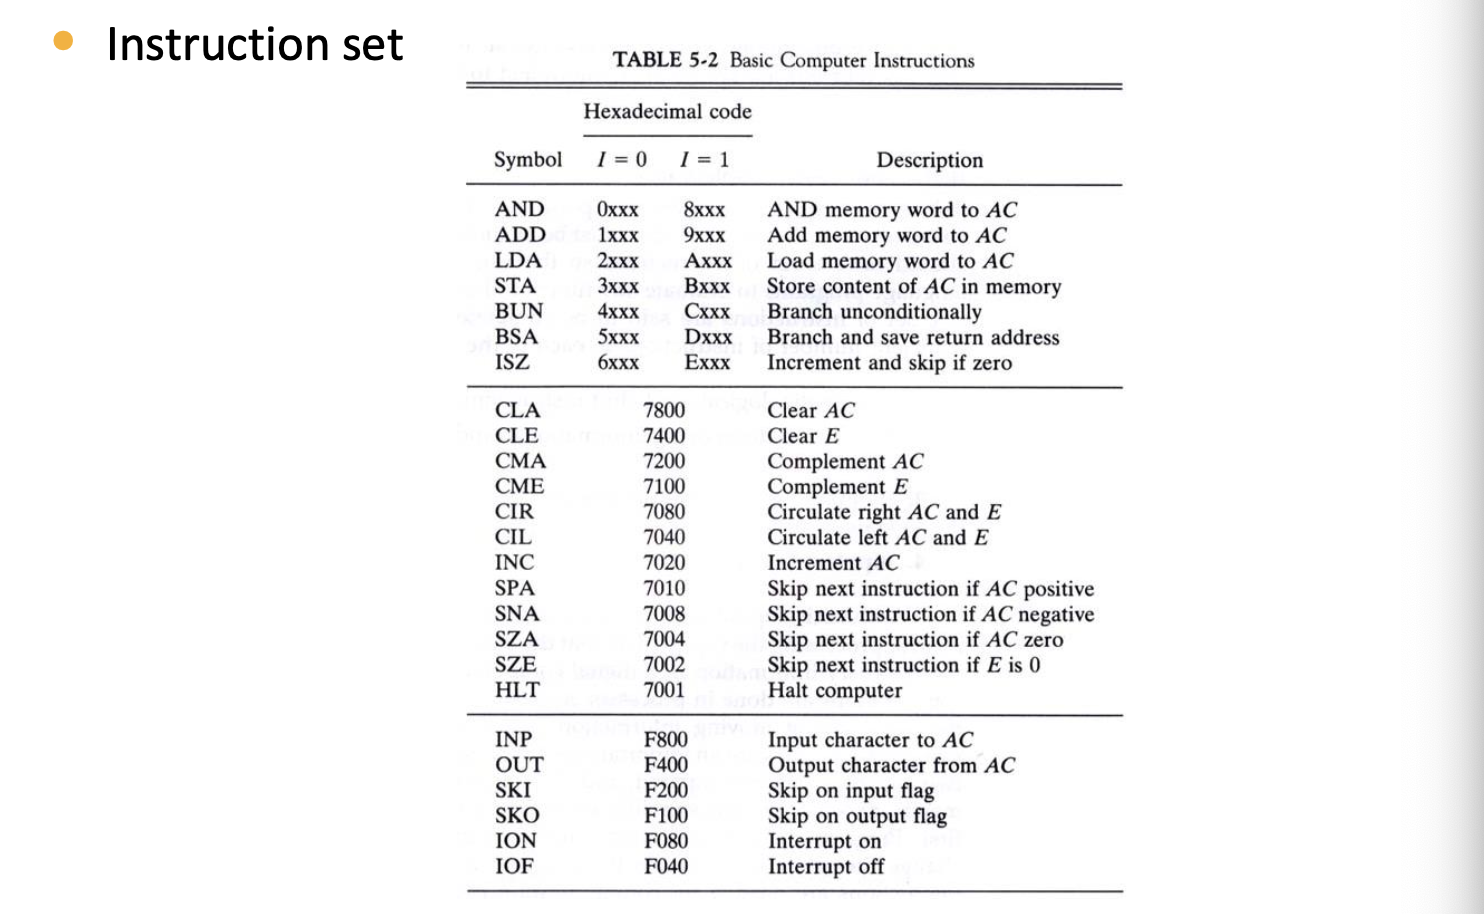 • Instruction set
TABLE 5-2 Basic Computer Instructions
Hexadecimal code
Symbol I = 0 I = 1 Description
AND 0xxx 8xxx AND memory word to AC
ADD 1xxx 9xxx Add memory word to AC
LDA 2xxx Axxx Load memory word to AC
STA 3xxx Bxxx Store content of AC in memory
BUN 4xxx Cxxx Branch unconditionally
BSA 5xxx Dxxx Branch and save return address
ISZ 6xxx Exxx Increment and skip if zero
CLA 7800 Clear AC
CLE 7400 Clear E
CMA 7200 Complement AC
CME 7100 Complement E
CIR 7080 Circulate right AC and E
CIL 7040 Circulate left AC and E
INC 7020 Increment AC
SPA 7010 Skip next instruction if AC positive
SNA 7008 Skip next instruction if AC negative
SZA 7004 Skip next instruction if AC zero
SZE 7002 Skip next instruction if E is 0
HLT 7001 Halt computer
INP F800 Input character to AC
OUT F400 Output character from AC
SKI F200 Skip on input flag
SKO F100 Skip on output flag
ION F080 Interrupt on
IOF F040 Interrupt off